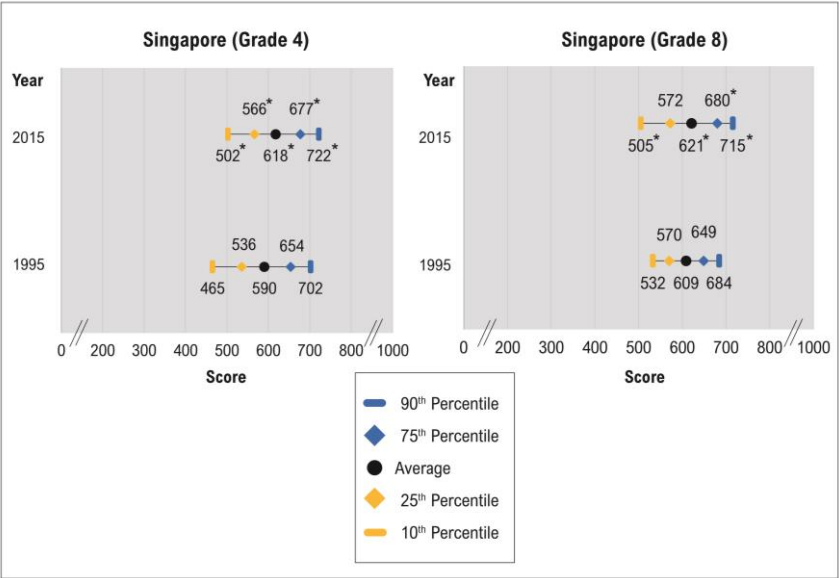 Singapore (Grade 4)
Year
566* 677*
2015
502* 618* 722*
536 654
1995
465 590 702
0 200 300 400 500 600 700 800 1000
Score
Singapore (Grade 8)
Year
572 680*
2015
505* 621* 715*
570 649
1995
532 609 684
0 200 300 400 500 600 700 800 1000
Score
90th Percentile
75th Percentile
Average
25th Percentile
10th Percentile